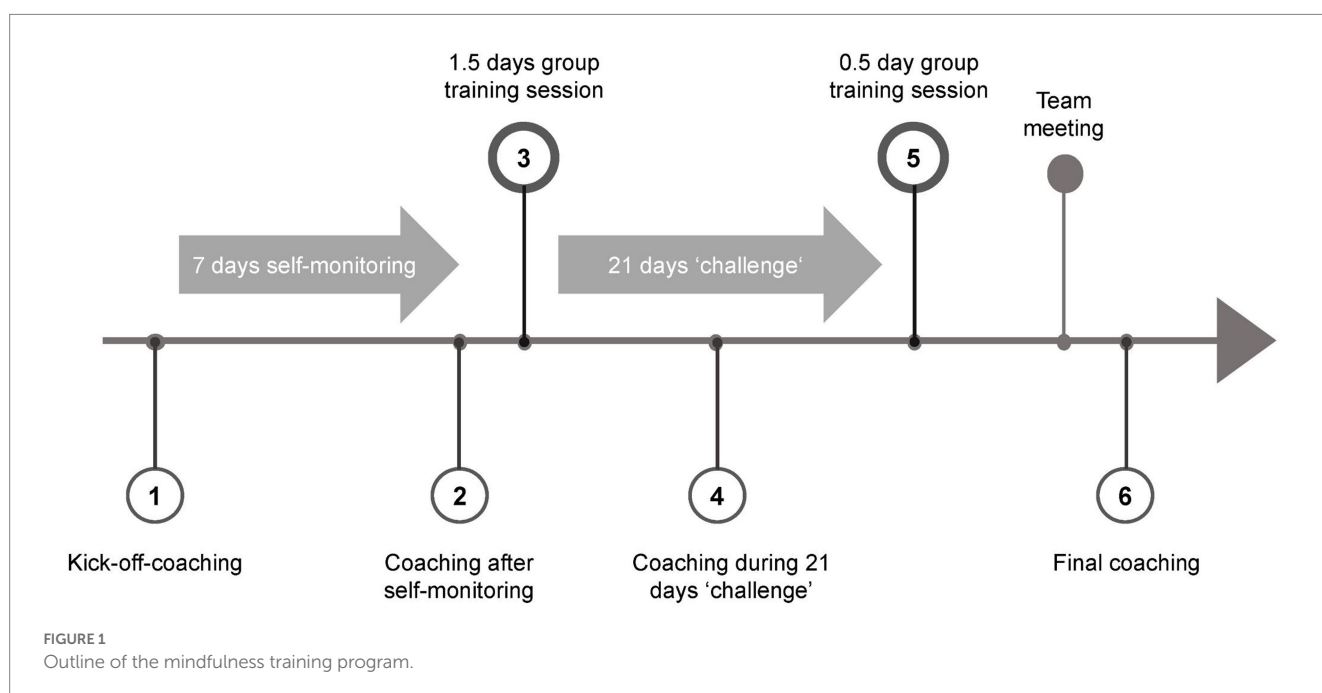 1.5 days group
training session
0.5 day group
training session
Team
meeting
3
5
7 days self-monitoring
21 days ‘challenge‘
1
2
4
6
Kick-off-coaching
Coaching after
self-monitoring
Coaching during 21
days ‘challenge’
Final coaching
FIGURE 1
Outline of the mindfulness training program.